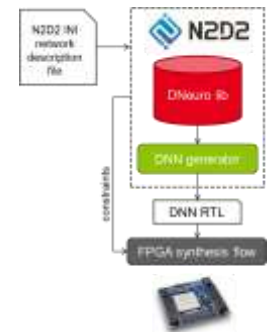 N2D2 INI
network
description
file
N2D2
DNeuro lib
DNN generator
constraints
DNN RTL
FPGA synthesis flow